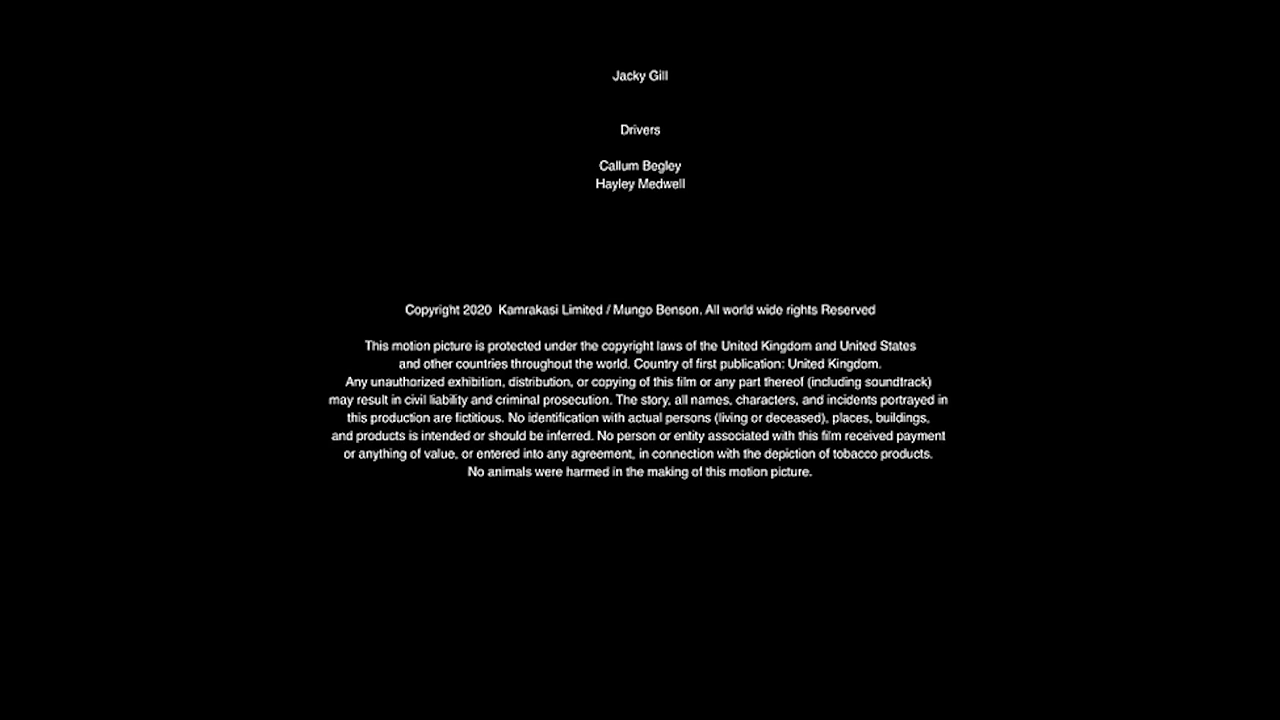 Jacky Gill
Drivers
Callum Begley
Hayley Medwell
Copyright 2020 Kamrakasi Limited / Mungo Benson. All world wide rights Reserved
This motion picture is protected under the copyright laws of the United Kingdom and United States
and other countries throughout the world. Country of first publication: United Kingdom.
Any unauthorized exhibition, distribution, or copying of this film or any part thereof (including soundtrack)
may result in civil liability and criminal prosecution. The story, all names, characters, and incidents portrayed in
this production are fictitious. No identification with actual persons (living or deceased), places, buildings,
and products is intended or should be inferred. No person or entity associated with this film received payment
or anything of value, or entered into any agreement, in connection with the depiction of tobacco products.
No animals were harmed in the making of this motion picture.